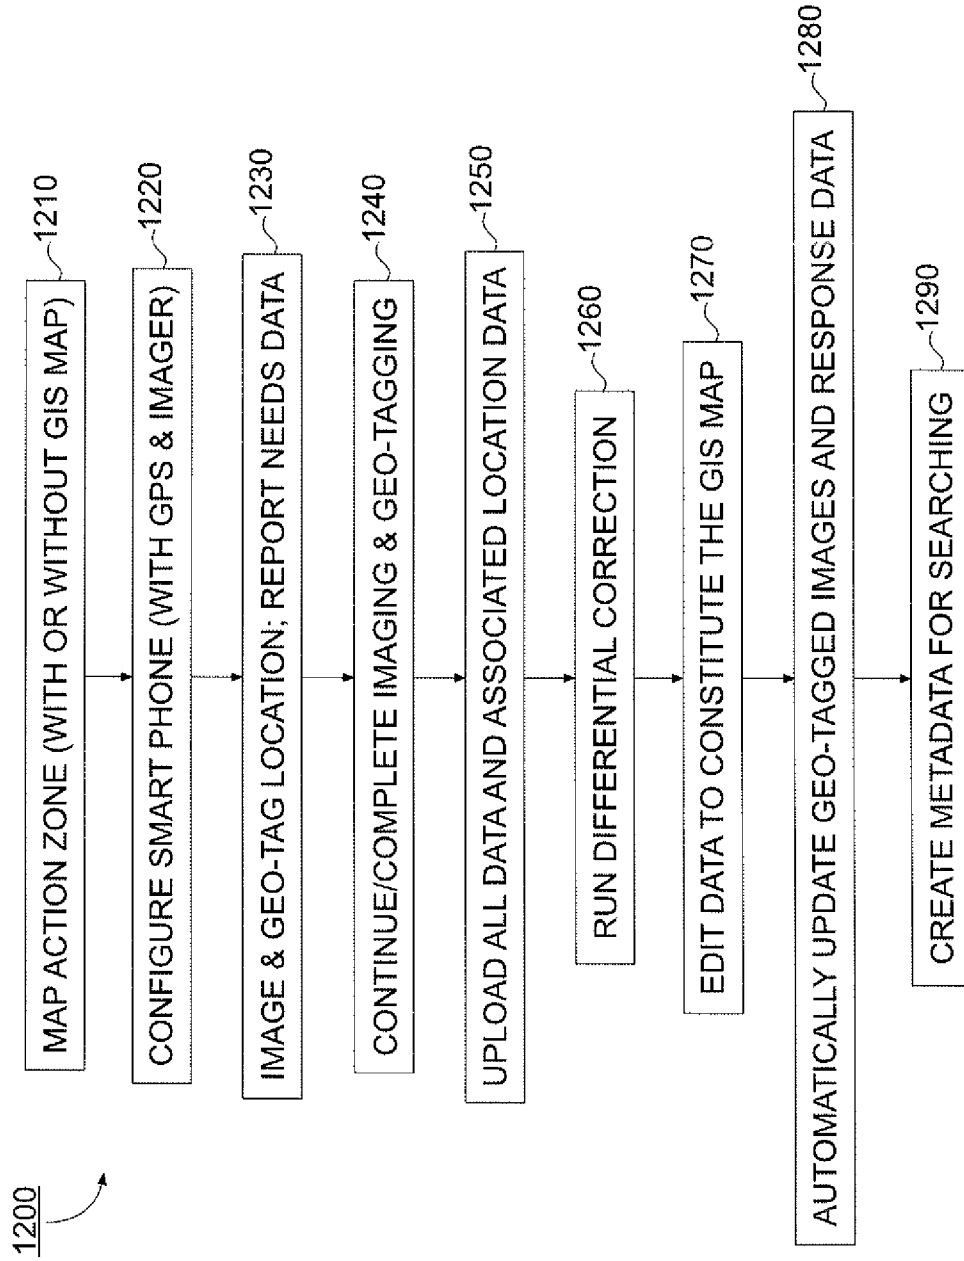 1200
MAP ACTION ZONE (WITH OR WITHOUT GIS MAP)
1210
CONFIGURE SMART PHONE (WITH GPS & IMAGER)
1220
IMAGE & GEO-TAG LOCATION; REPORT NEEDS DATA
1230
CONTINUE/COMPLETE IMAGING & GEO-TAGGING
1240
UPLOAD ALL DATA AND ASSOCIATED LOCATION DATA
1250
RUN DIFFERENTIAL CORRECTION
1260
EDIT DATA TO CONSTITUTE THE GIS MAP
1270
AUTOMATICALLY UPDATE GEO-TAGGED IMAGES AND RESPONSE DATA
1280
CREATE METADATA FOR SEARCHING
1290